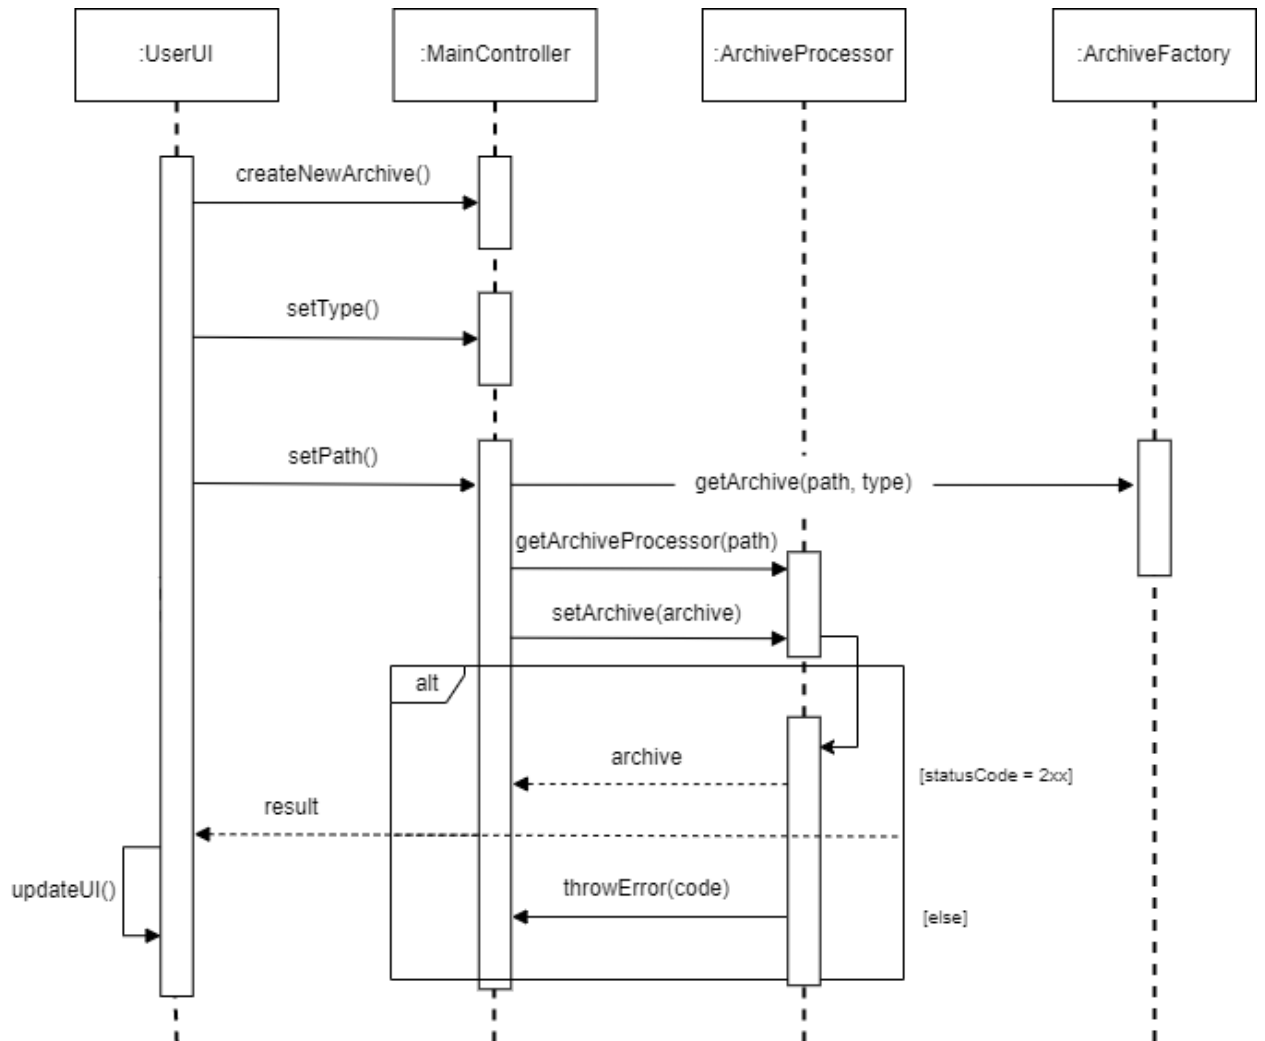 :UserUI
:MainController
:ArchiveProcessor
:ArchiveFactory
createNewArchive()
setType()
setPath()
getArchive(path, type)
getArchiveProcessor(path)
setArchive(archive)
alt
archive
[statusCode = 2xx]
result
updateUI()
throwError(code)
[else]